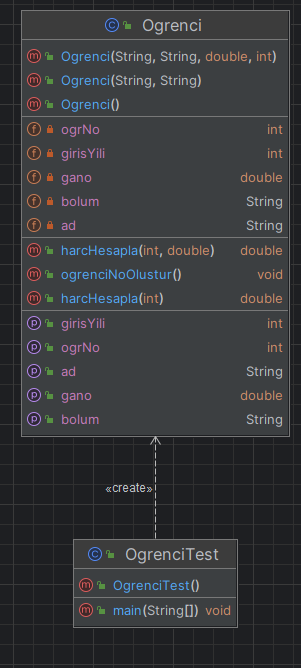 Ogrenci
Ogrenci(String, String, double, int)
Ogrenci(String, String)
Ogrenci()
ogrNo int
girisYili int
gano double
bolum String
ad String
harcHesapla(int, double) double
ogrenciNoOlustur() void
harcHesapla(int) double
girisYili int
ogrNo int
ad String
gano double
bolum String
«create»
OgrenciTest
OgrenciTest()
main(String[]) void